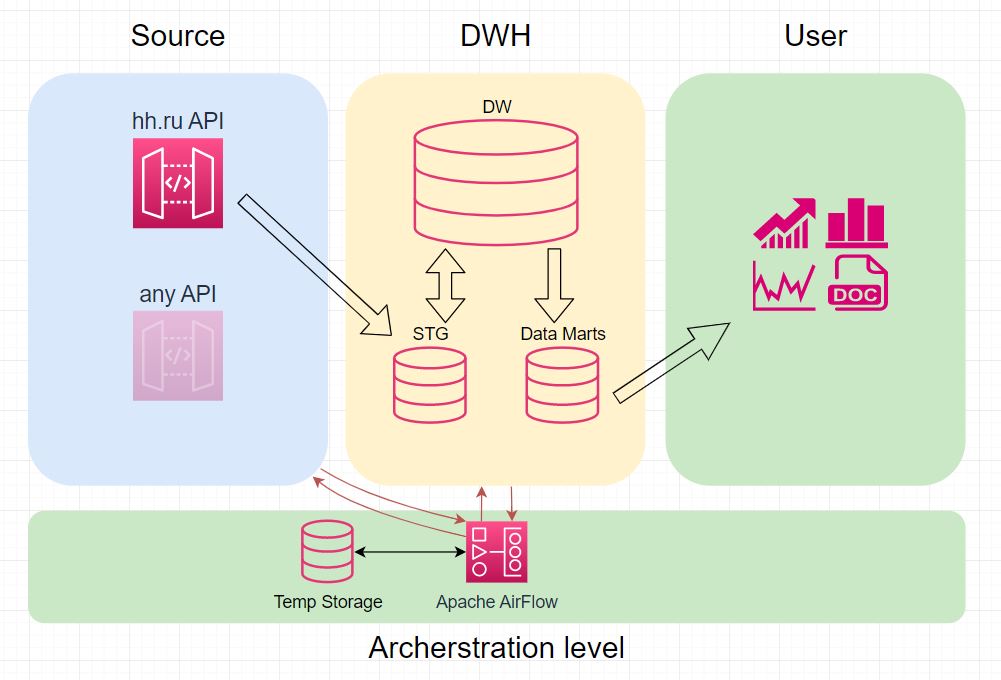 Source
DWH
User
hh.ru API
any API
DW
STG
Data Marts
DOC
Temp Storage
Apache AirFlow
Archerstration level